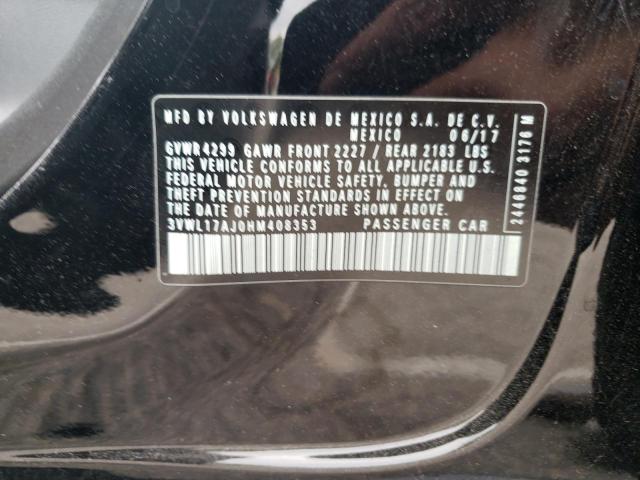 MFD BY VOLKSWAGEN DE MEXICO S.A. DE C.V.
MEXICO 06/17
GVWR 4299 GAWR FRONT 2227 / REAR 2183 LBS
THIS VEHICLE CONFORMS TO ALL APPLICABLE U.S.
FEDERAL MOTOR VEHICLE SAFETY, BUMPER AND
THEFT PREVENTION STANDARDS IN EFFECT ON
THE DATE OF MANUFACTURE SHOWN ABOVE.
3VWL17AJ0HM408353 PASSENGER CAR
2446840 3176 M